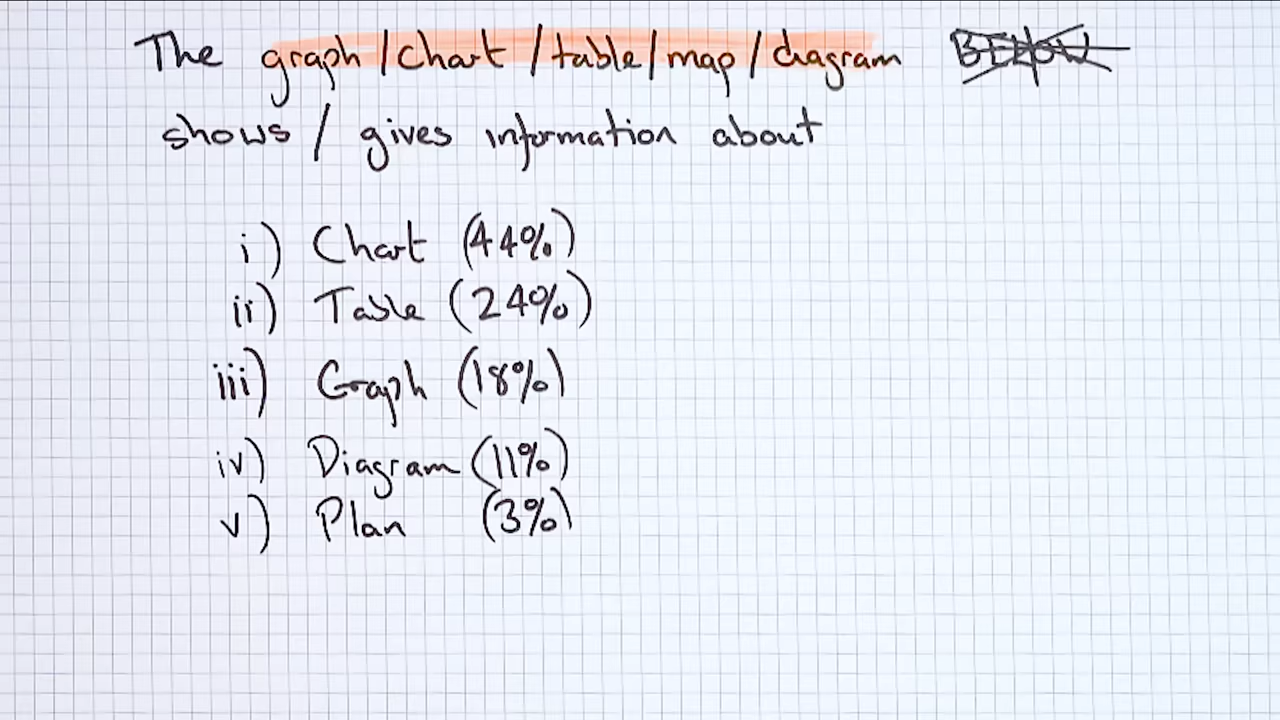 The graph / chart / table / map / diagram BELOW
shows / gives information about
i) Chart (44%)
ii) Table (24%)
iii) Graph (18%)
iv) Diagram (11%)
v) Plan (3%)